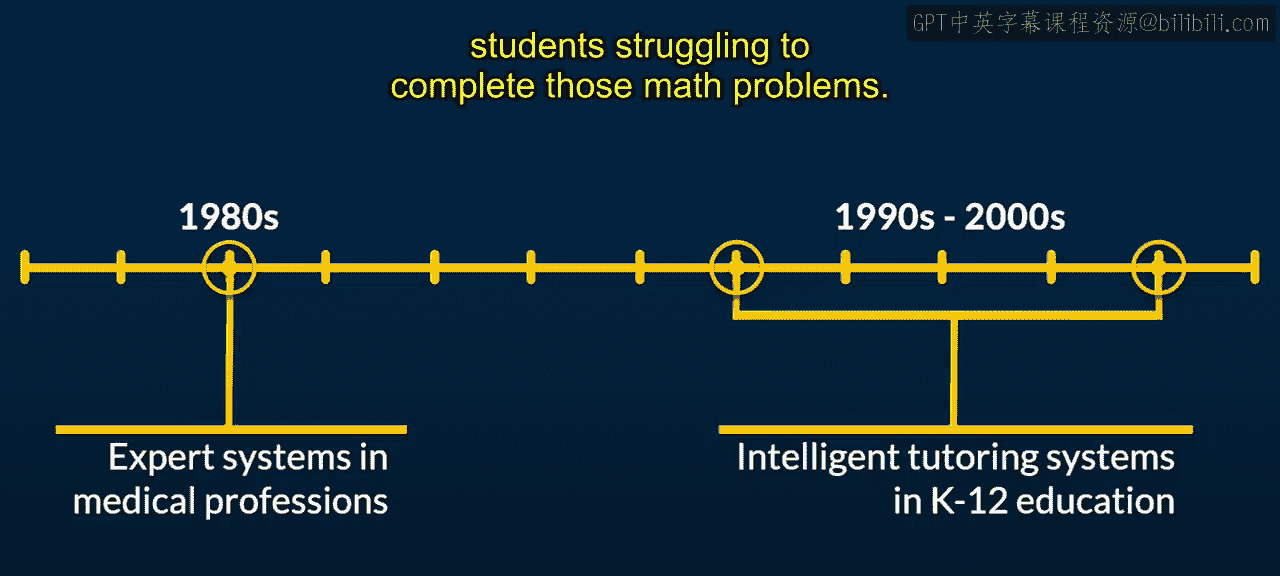 GPT中英字幕课程资源@bilibili.com
students struggling to
complete those math problems.
1980s
1990s - 2000s
Expert systems in
medical professions
Intelligent tutoring systems
in K-12 education